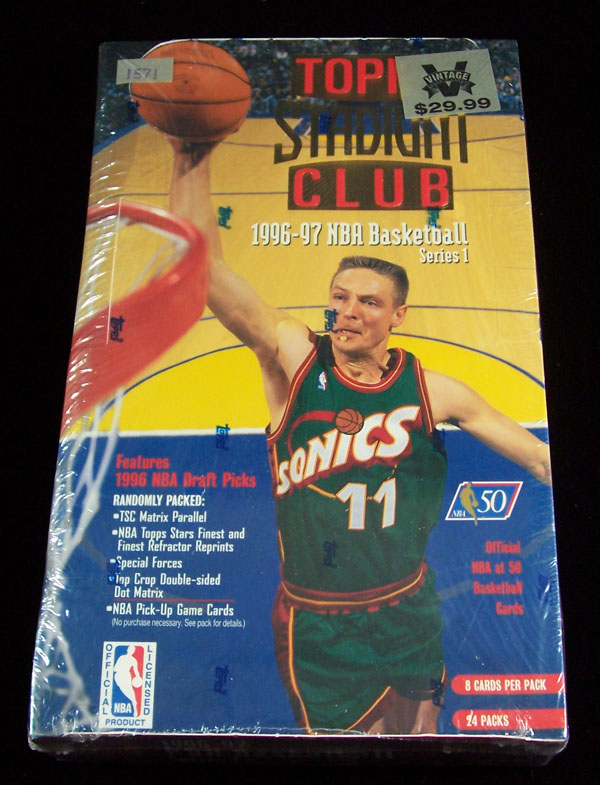 1571
VINTAGE
V
$29.99
TOPPS
STADIUM
CLUB
1996-97 NBA Basketball
Series 1
SONICS
11
Features
1996 NBA Draft Picks
RANDOMLY PACKED:
•TSC Matrix Parallel
•NBA Topps Stars Finest and
Finest Refractor Reprints
•Special Forces
•Top Crop Double-sided
Dot Matrix
•NBA Pick-Up Game Cards
(No purchase necessary. See pack for details.)
NBA 50
Official
NBA at 50
Basketball
Cards
OFFICIAL
LICENSED
NBA
PRODUCT
8 CARDS PER PACK
24 PACKS